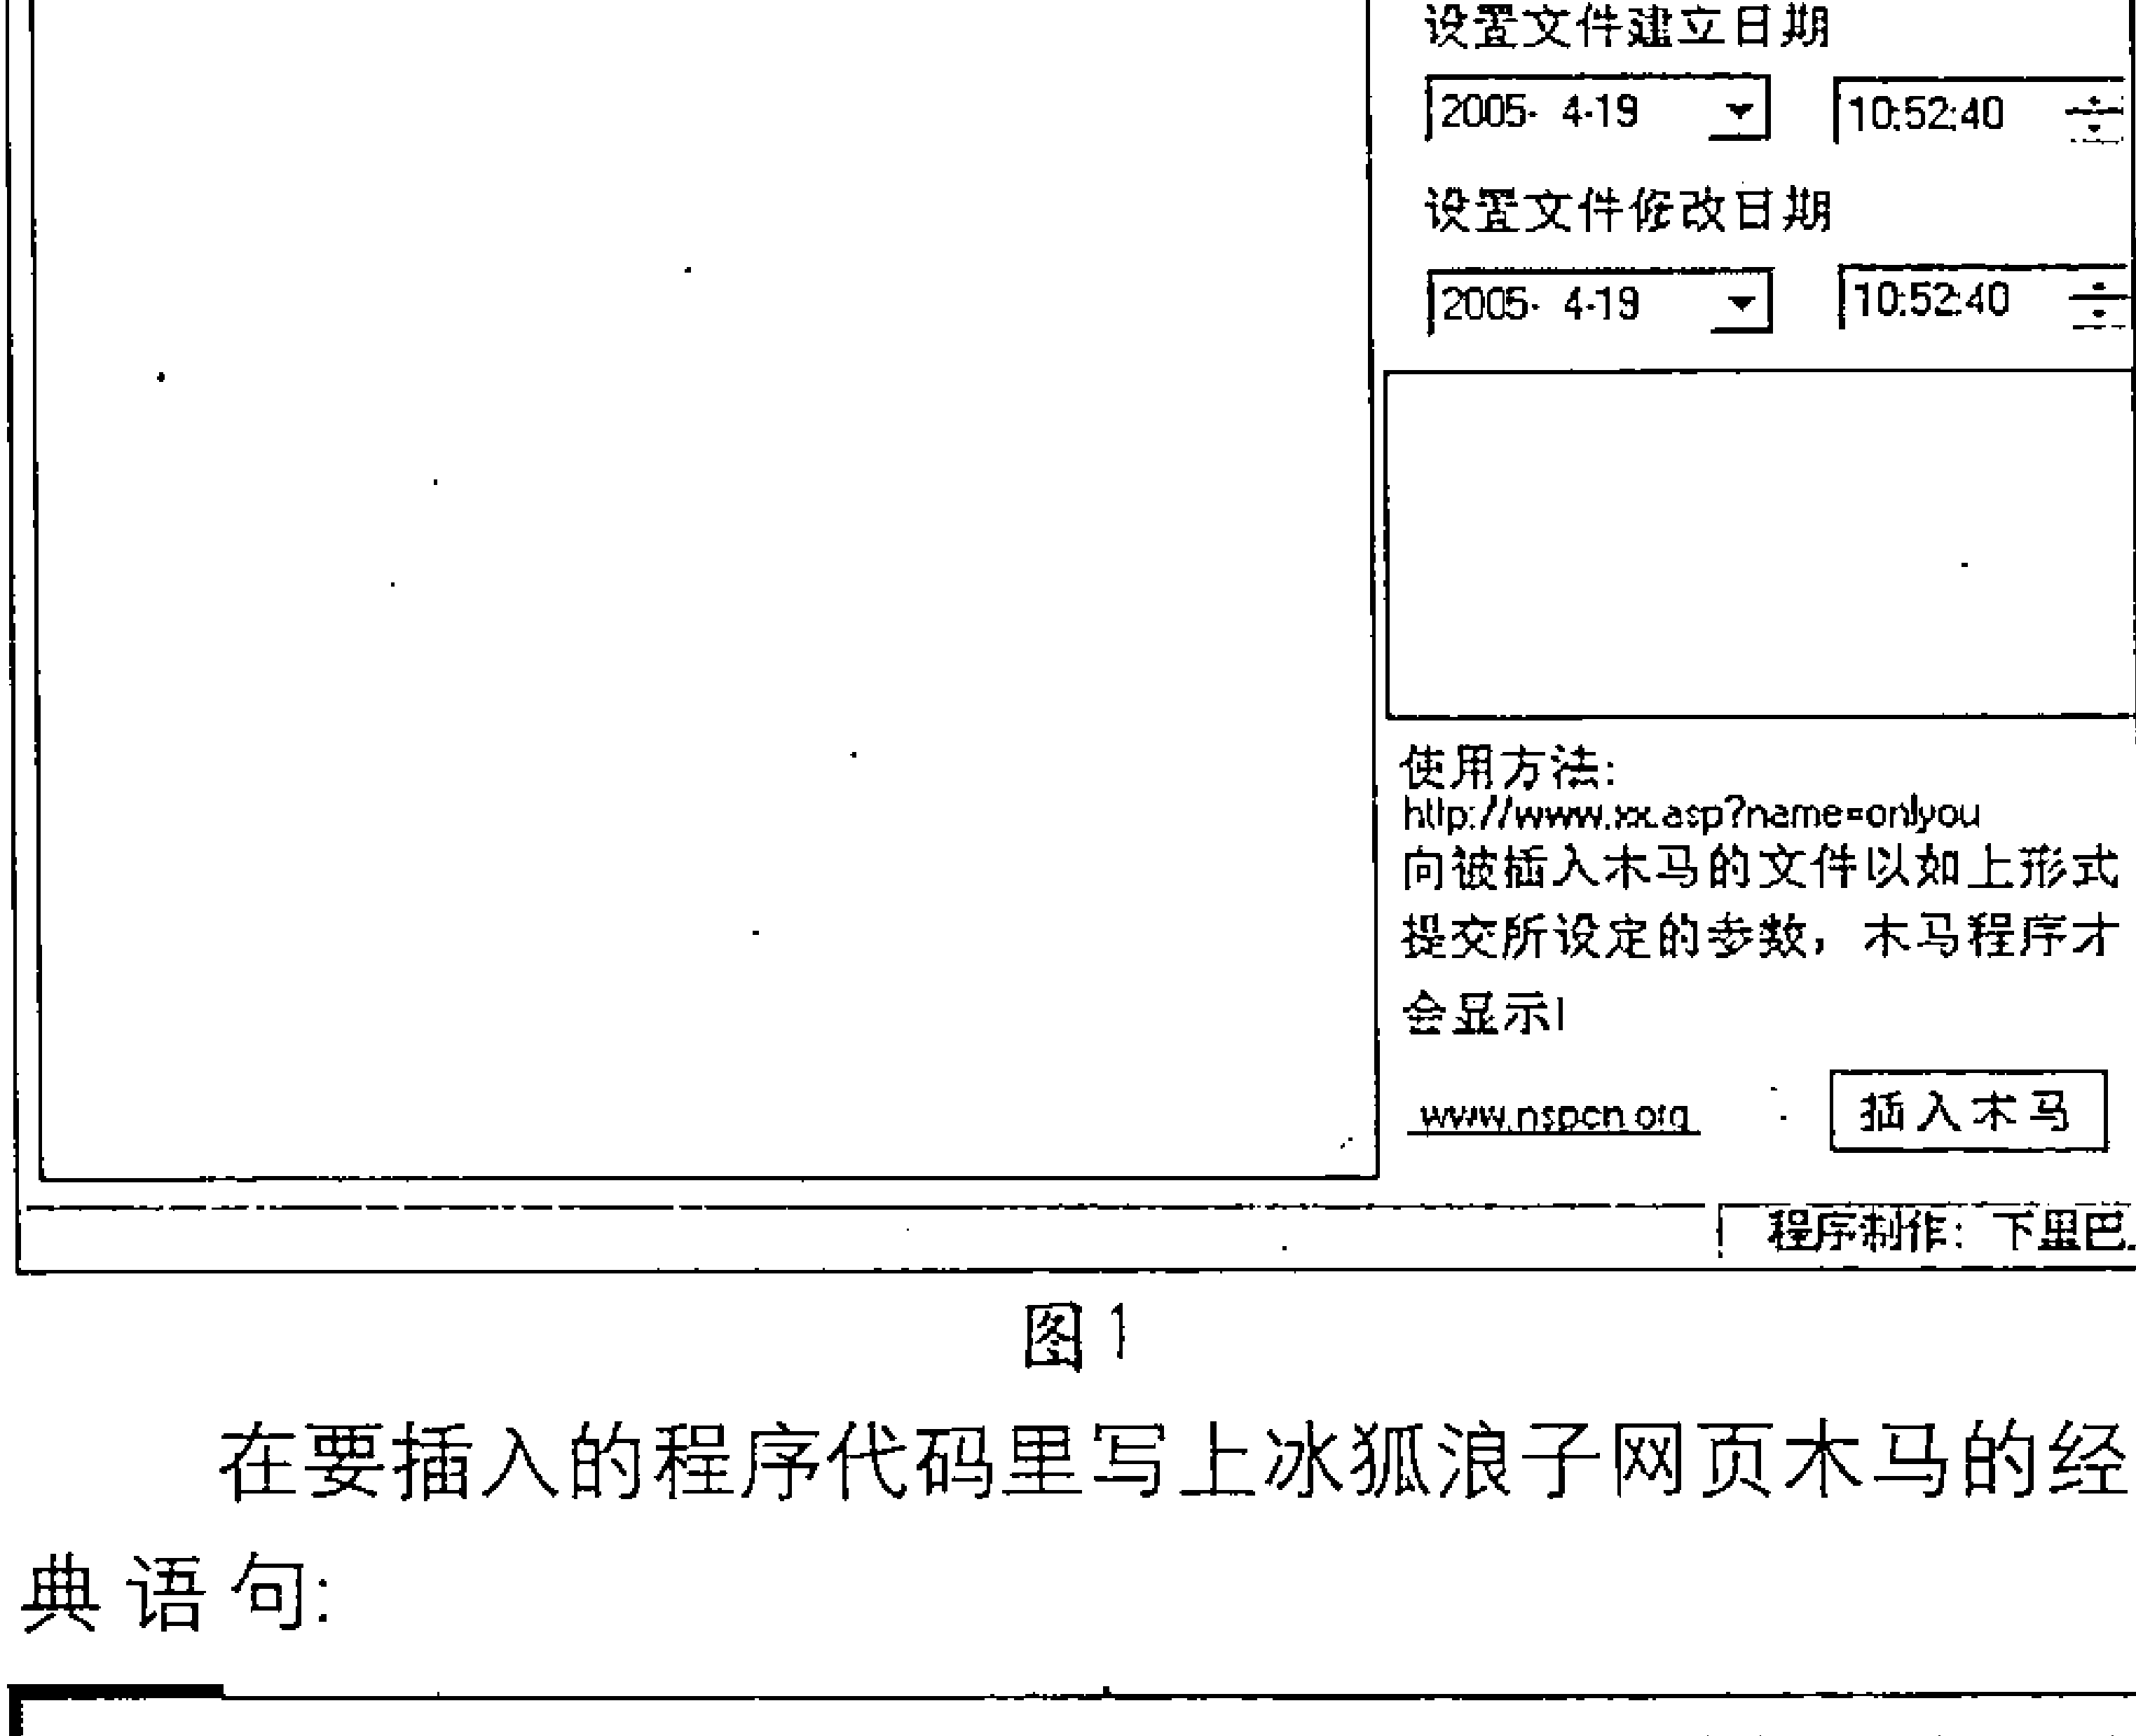 设置文件建立日期
2005- 4-19 10:52:40
设置文件修改日期
2005- 4-19 10:52:40
使用方法:
http://www.xx.asp?name=onlyou
向被插入木马的文件以如上形式
提交所设定的参数，木马程序才
会显示!
www.nspcn.org 插入木马
程序制作: 下里巴
图1
在要插入的程序代码里写上冰狐浪子网页木马的经
典语句: